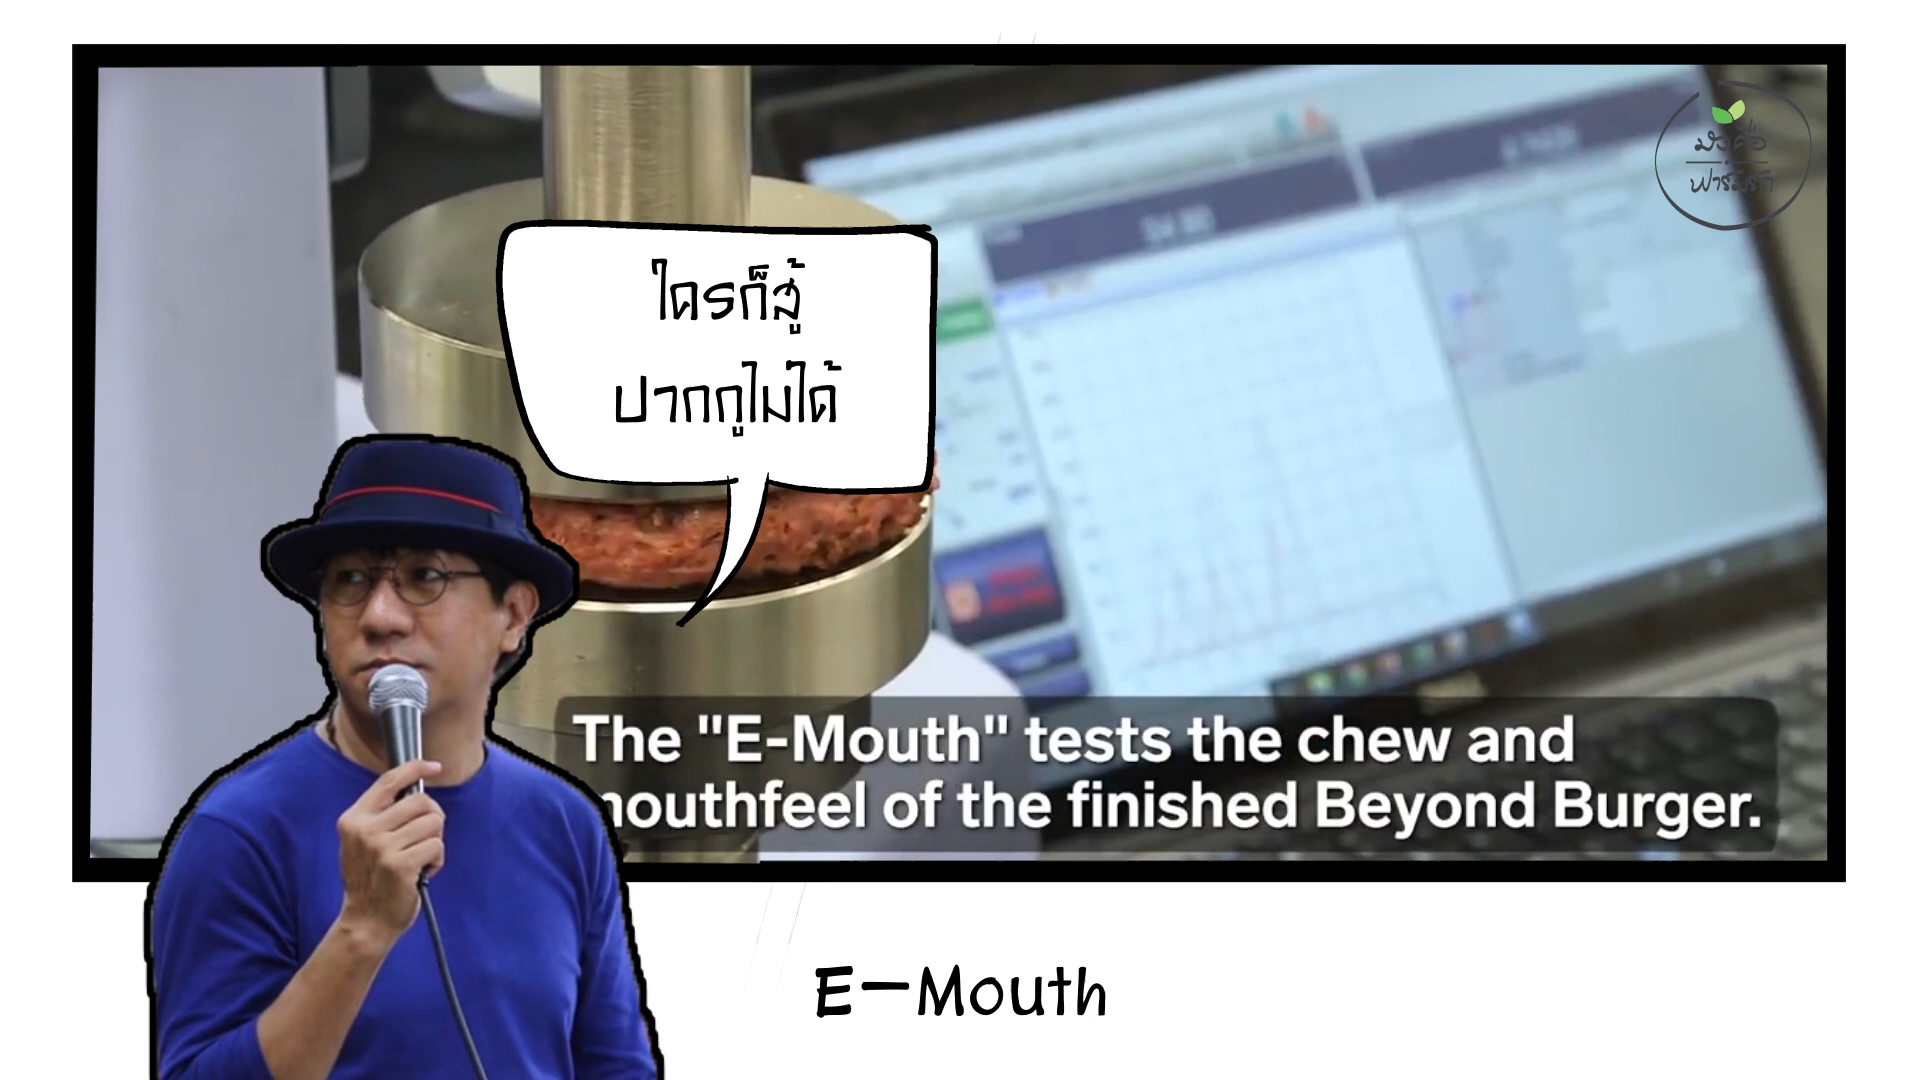 ใครก็สู้
ปากกูไม่ได้
The "E-Mouth" tests the chew and
mouthfeel of the finished Beyond Burger.
E-Mouth